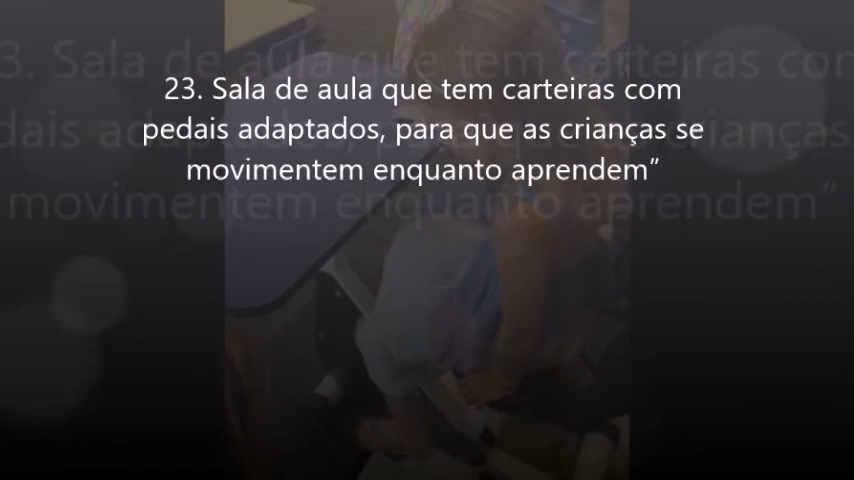 23. Sala de aula que tem carteiras com
pedais adaptados, para que as crianças se
movimentem enquanto aprendem”